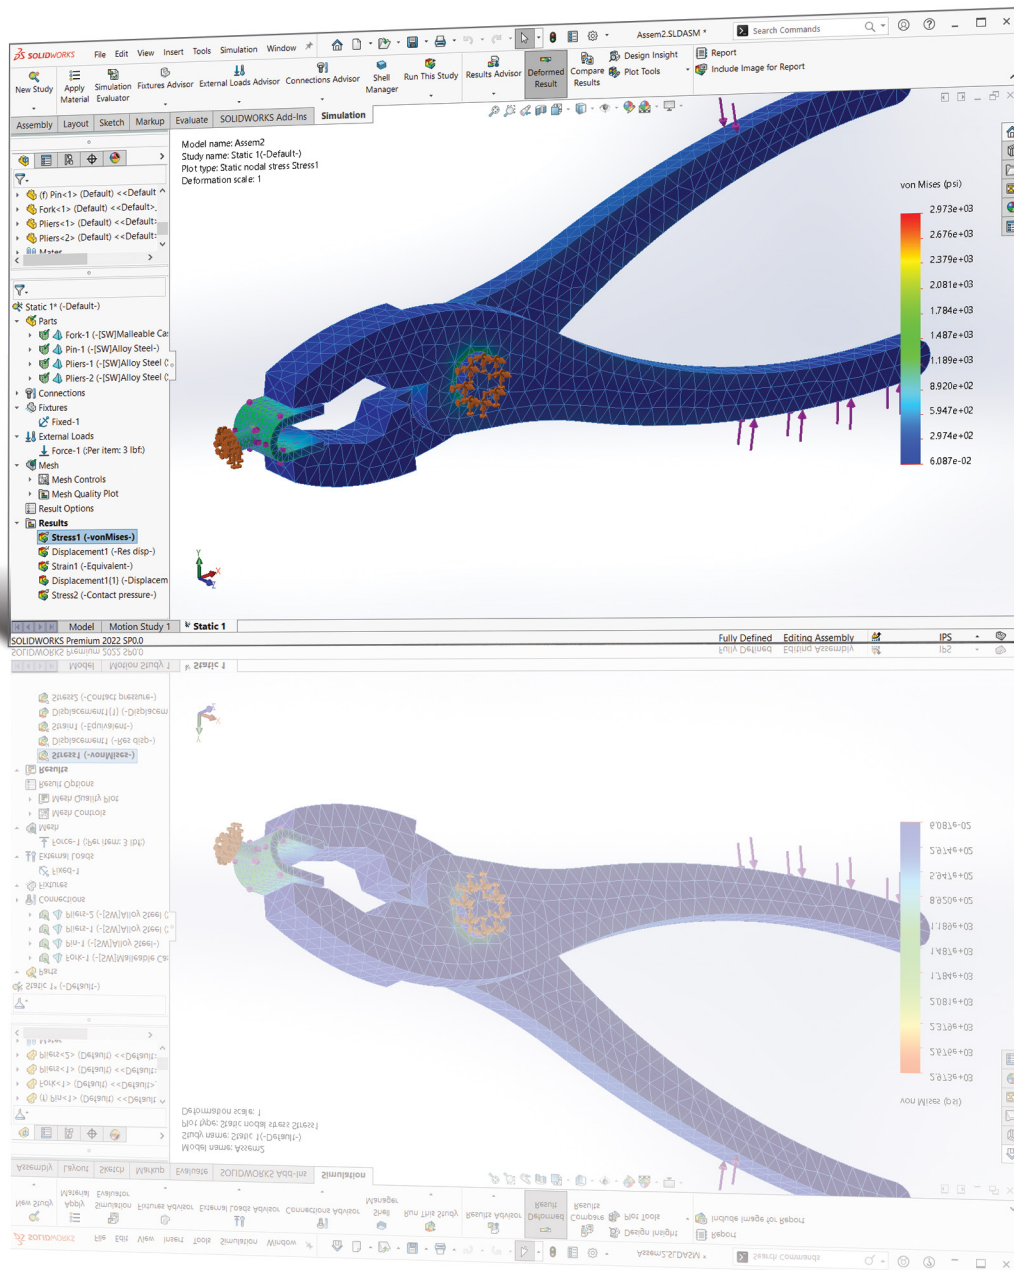 SOLIDWORKS
File Edit View Insert Tools Simulation Window
Assem2.SLDASM *
Search Commands
New Study
Apply Material
Simulation Evaluator
Fixtures Advisor
External Loads Advisor
Connections Advisor
Shell Manager
Run This Study
Results Advisor
Deformed Result
Compare Results
Design Insight
Plot Tools
Report
Include Image for Report
Assembly Layout Sketch Markup Evaluate SOLIDWORKS Add-Ins Simulation
(f) Pin<1> (Default) <<Default
Fork<1> (Default) <<Default>_
Pliers<1> (Default) <<Default>
Pliers<2> (Default) <<Default>
Static 1* (-Default-)
Parts
Fork-1 (-[SW]Malleable Ca
Pin-1 (-[SW]Alloy Steel-)
Pliers-1 (-[SW]Alloy Steel (
Pliers-2 (-[SW]Alloy Steel (
Connections
Fixtures
Fixed-1
External Loads
Force-1 (:Per item: 3 lbf:)
Mesh
Mesh Controls
Mesh Quality Plot
Result Options
Results
Stress1 (-vonMises-)
Displacement1 (-Res disp-)
Strain1 (-Equivalent-)
Displacement1{1} (-Displacem
Stress2 (-Contact pressure-)
Model name: Assem2
Study name: Static 1(-Default-)
Plot type: Static nodal stress Stress1
Deformation scale: 1
von Mises (psi)
2.973e+03
2.676e+03
2.379e+03
2.081e+03
1.784e+03
1.487e+03
1.189e+03
8.920e+02
5.947e+02
2.974e+02
6.087e-02
Y
X
Z
Model Motion Study 1 Static 1
SOLIDWORKS Premium 2022 SP0.0
Fully Defined Editing Assembly IPS